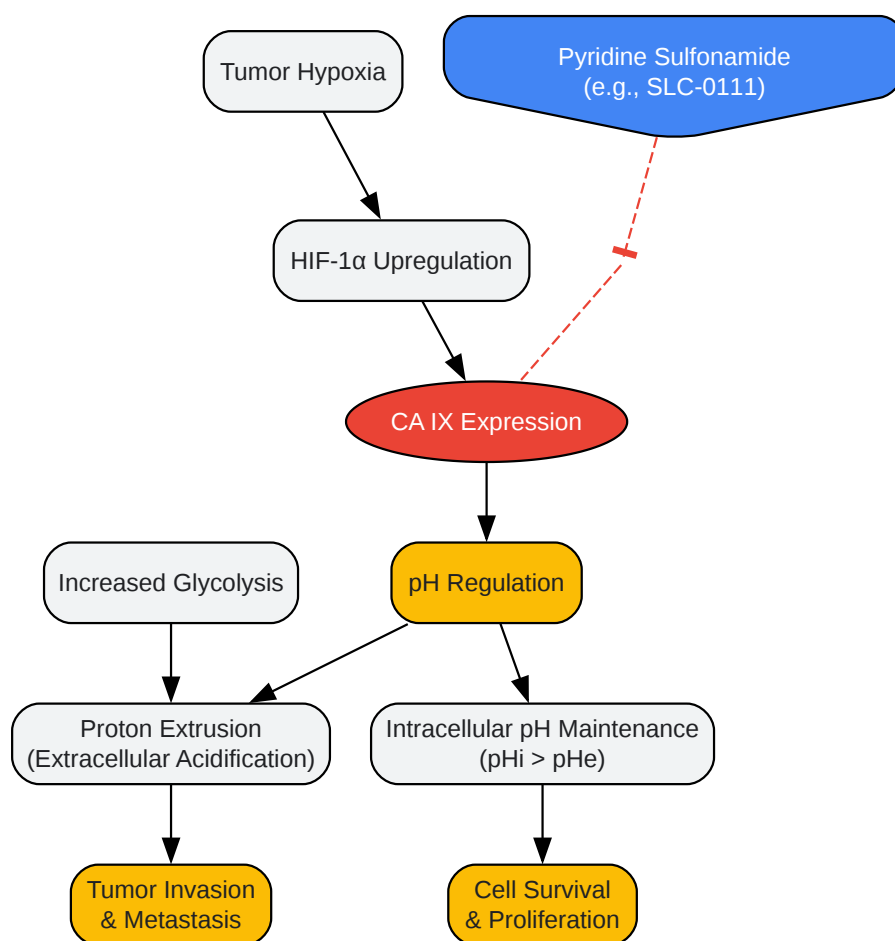 Tumor Hypoxia
Pyridine Sulfonamide
(e.g., SLC-0111)
HIF-1α Upregulation
CA IX Expression
Increased Glycolysis
pH Regulation
Proton Extrusion
(Extracellular Acidification)
Intracellular pH Maintenance
(pHi > pHe)
Tumor Invasion
& Metastasis
Cell Survival
& Proliferation